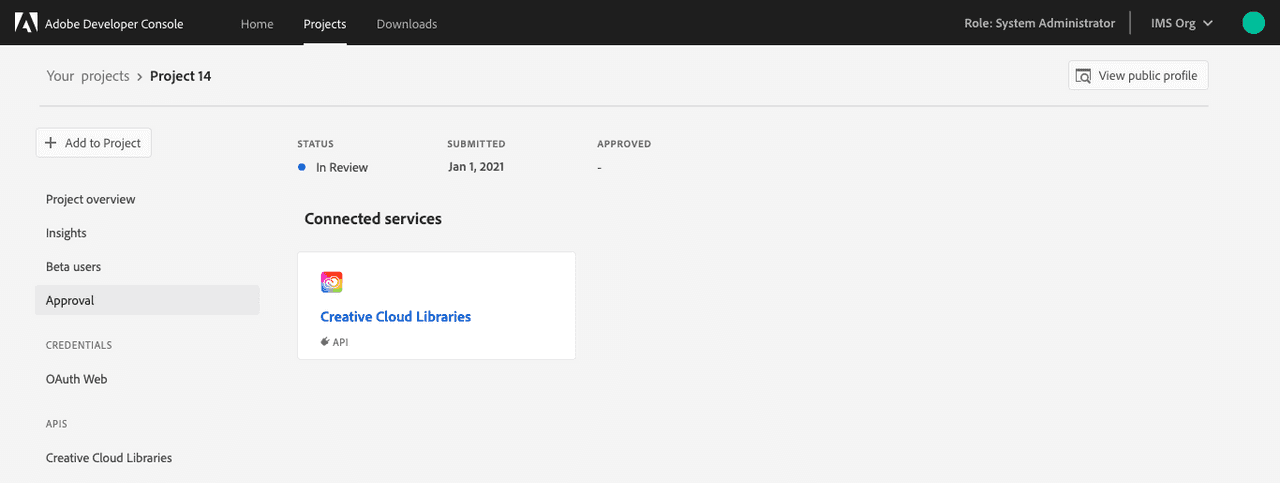 Adobe Developer Console Home Projects Downloads Role: System Administrator IMS Org
Your projects > Project 14 View public profile
Add to Project
STATUS SUBMITTED APPROVED
In Review Jan 1, 2021 -
Project overview
Connected services
Insights
Beta users
Approval
Creative Cloud Libraries
API
CREDENTIALS
OAuth Web
APIS
Creative Cloud Libraries